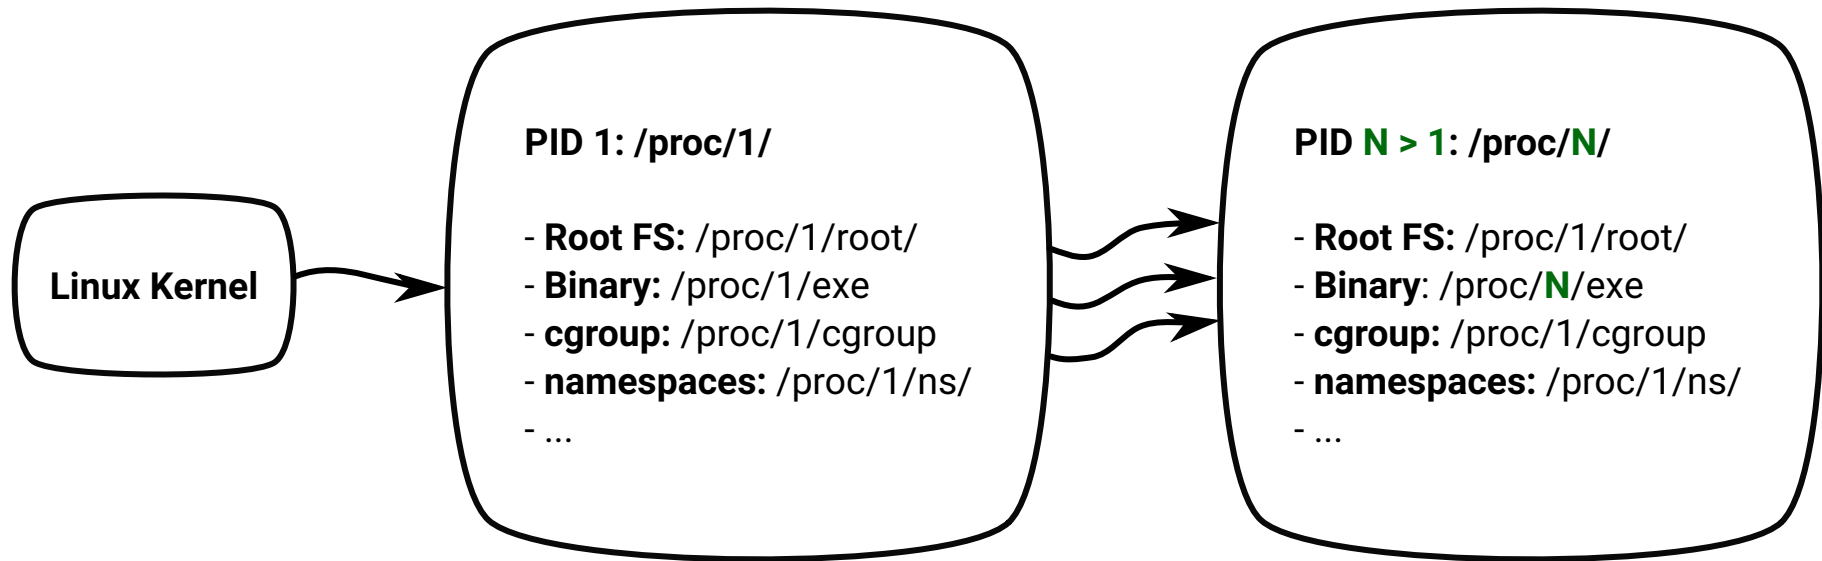 Linux Kernel
PID 1: /proc/1/
- Root FS: /proc/1/root/
- Binary: /proc/1/exe
- cgroup: /proc/1/cgroup
- namespaces: /proc/1/ns/
- ...
PID N > 1: /proc/N/
- Root FS: /proc/1/root/
- Binary: /proc/N/exe
- cgroup: /proc/1/cgroup
- namespaces: /proc/1/ns/
- ...